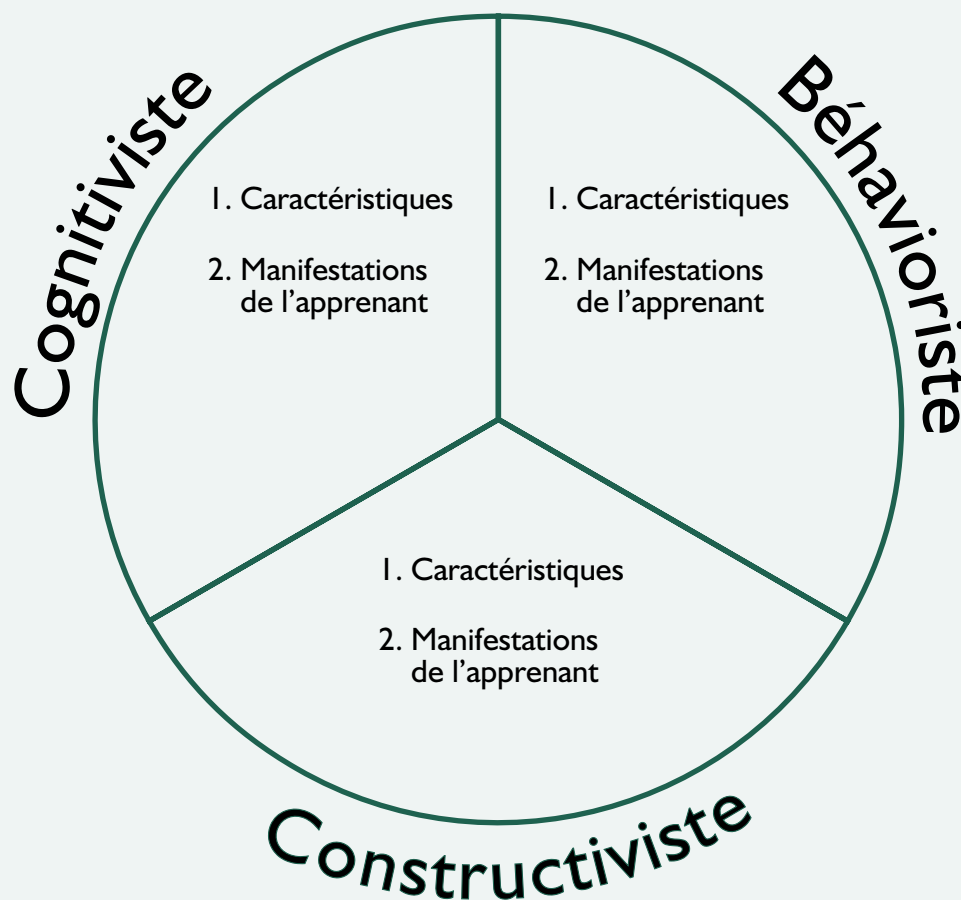 Cognitiviste
1. Caractéristiques
2. Manifestations
de l’apprenant
Béhavioriste
1. Caractéristiques
2. Manifestations
de l’apprenant
1. Caractéristiques
2. Manifestations
de l’apprenant
Constructiviste